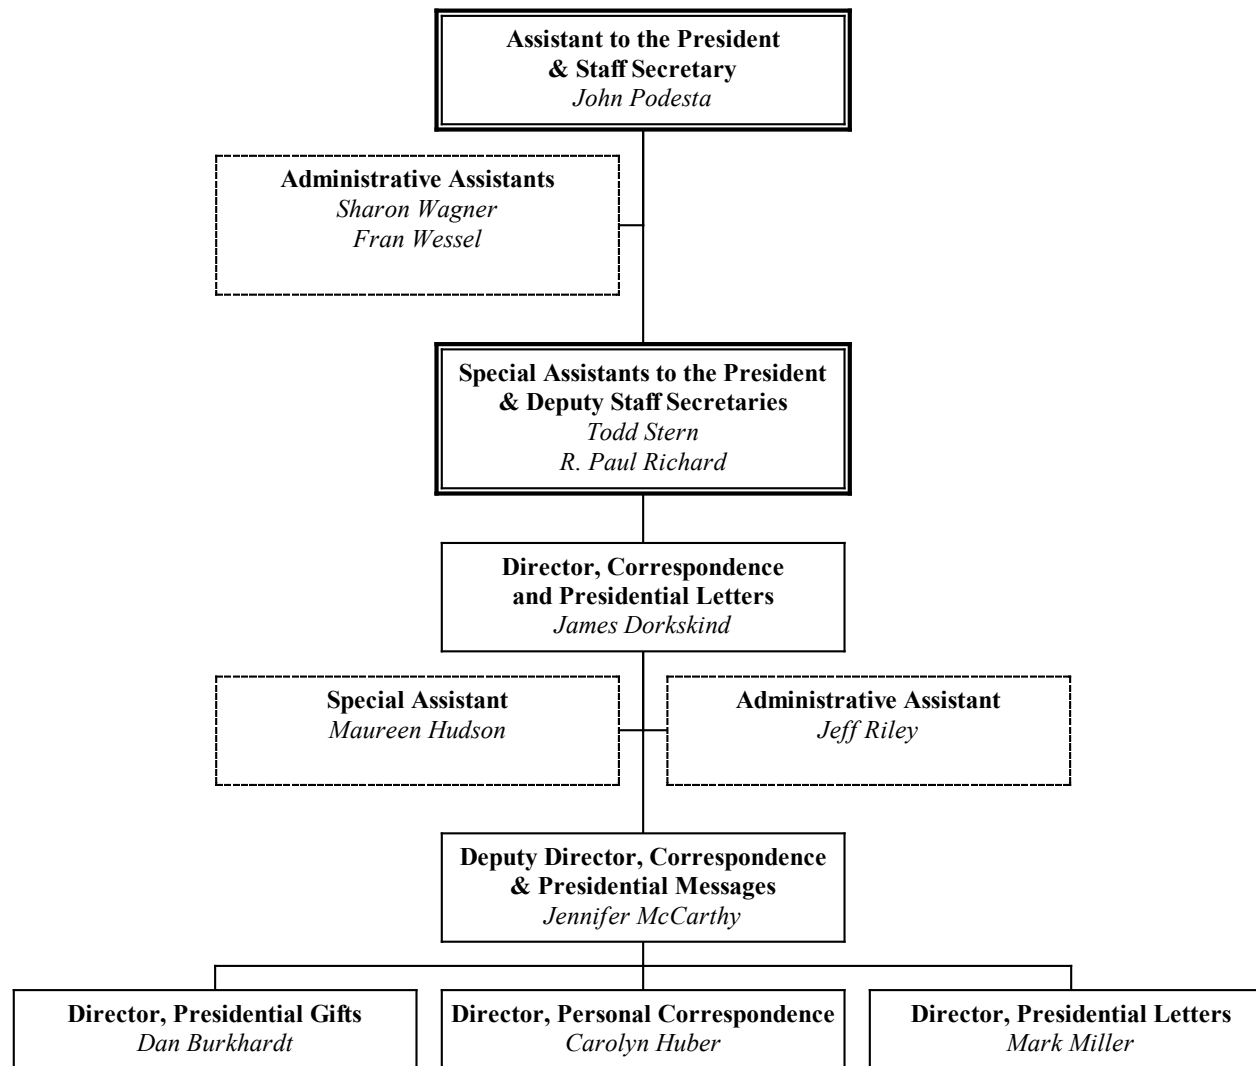 Assistant to the President
& Staff Secretary
John Podesta
Administrative Assistants
Sharon Wagner
Fran Wessel
Special Assistants to the President
& Deputy Staff Secretaries
Todd Stern
R. Paul Richard
Director, Correspondence
and Presidential Letters
James Dorkskind
Special Assistant
Maureen Hudson
Administrative Assistant
Jeff Riley
Deputy Director, Correspondence
& Presidential Messages
Jennifer McCarthy
Director, Presidential Gifts
Dan Burkhardt
Director, Personal Correspondence
Carolyn Huber
Director, Presidential Letters
Mark Miller